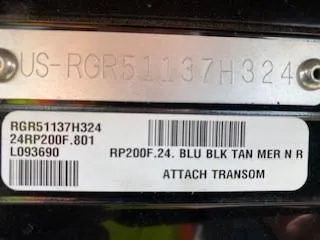 US-RGR51137H324
RGR51137H324
24RP200F.801
L093690
RP200F.24. BLU BLK TAN MER N R
ATTACH TRANSOM